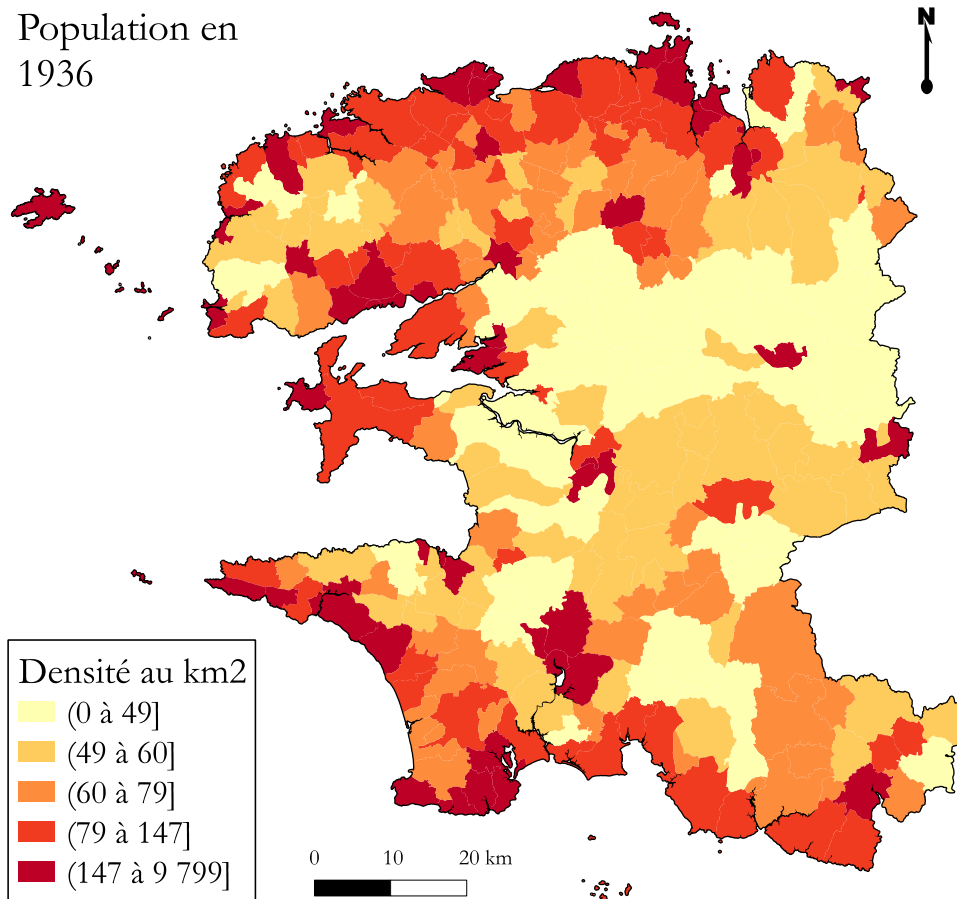 Population en
1936
N
Densité au km2
(0 à 49]
(49 à 60]
(60 à 79]
(79 à 147]
(147 à 9 799]
0 10 20 km